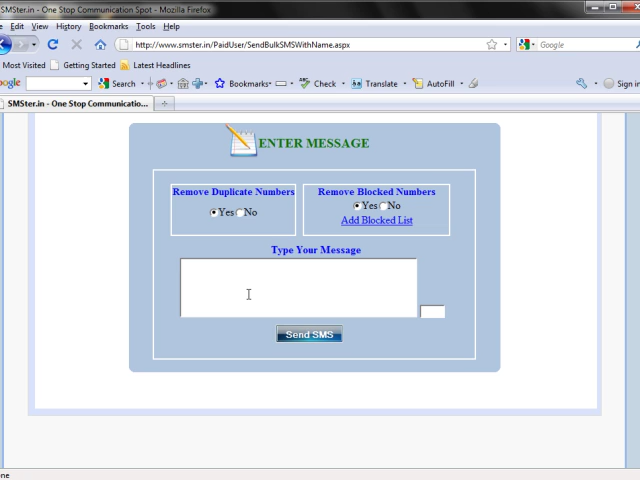 SMSter.in - One Stop Communication Spot - Mozilla Firefox
Edit View History Bookmarks Tools Help
http://www.smster.in/PaidUser/SendBulkSMSWithName.aspx Google
Most Visited Getting Started Latest Headlines
oogle Search Bookmarks Check Translate AutoFill Sign in
SMSter.in - One Stop Communicatio...
ENTER MESSAGE
Remove Duplicate Numbers Remove Blocked Numbers
Yes No Yes No
Add Blocked List
Type Your Message
Send SMS
one